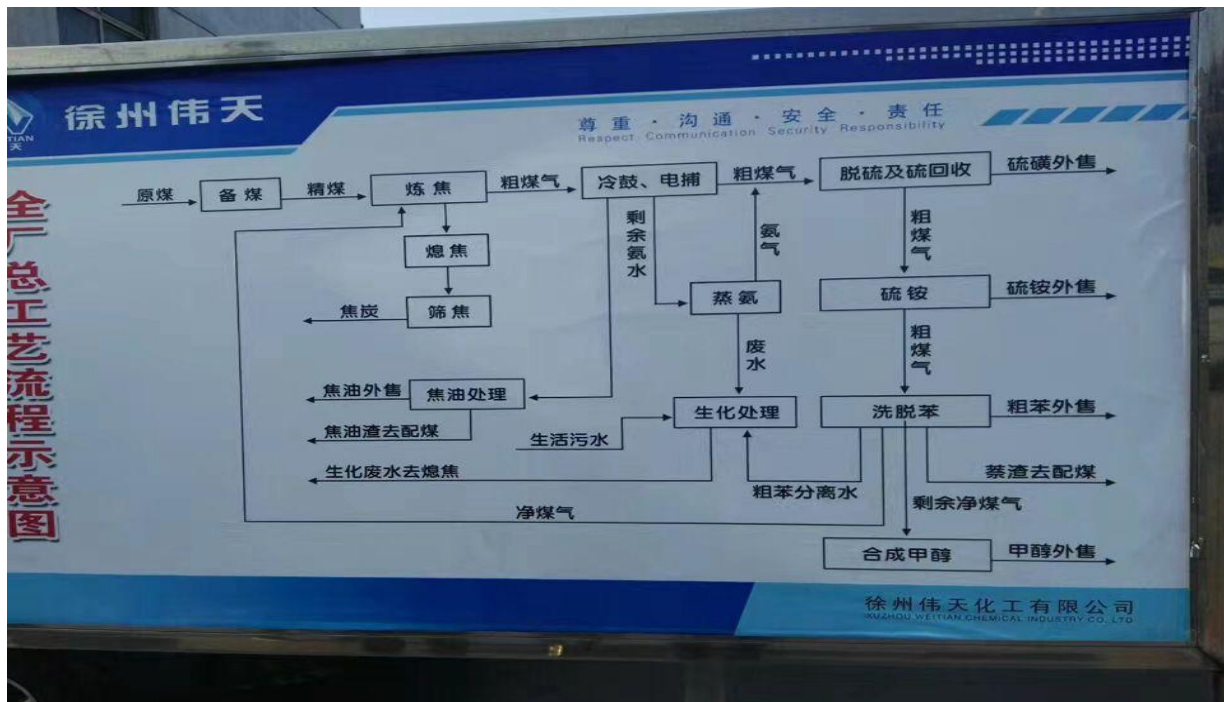 徐州伟天
TIAN
天
尊重·沟通·安全·责任
Respect Communication Security Responsibility
全厂总工艺流程示意图
原煤
备煤
精煤
炼焦
粗煤气
冷鼓、电捕
粗煤气
脱硫及硫回收
硫磺外售
熄焦
剩余氨水
氨气
粗煤气
焦炭
筛焦
蒸氨
硫铵
硫铵外售
废水
粗煤气
焦油外售
焦油处理
生化处理
洗脱苯
粗苯外售
焦油渣去配煤
生活污水
生化废水去熄焦
粗苯分离水
萘渣去配煤
净煤气
剩余净煤气
合成甲醇
甲醇外售
徐州伟天化工有限公司
XUZHOU WEITIAN CHEMICAL INDUSTRY CO, LTD